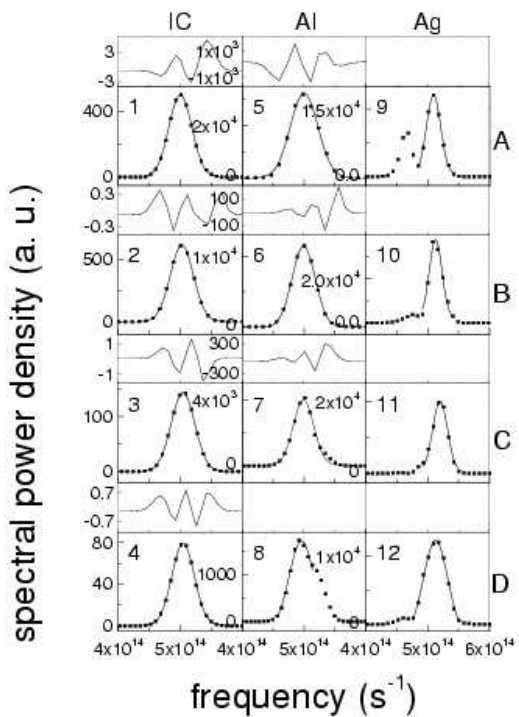 IC Al Ag
3
-3
1x10³
-1x10³
400
200
0
1
2x10⁴
0
5
1.5x10⁴
0.0
9
A
0.3
-0.3
100
-100
500
0
2
1x10⁴
0
6
2.0x10⁴
0.0
10
B
1
-1
300
-300
100
0
3
4x10³
0
7
2x10⁴
0
11
C
0.7
-0.7
80
60
40
20
0
4
1000
8
1x10⁴
0
12
D
4x10¹⁴ 5x10¹⁴ 4x10¹⁴ 5x10¹⁴ 4x10¹⁴ 5x10¹⁴ 6x10¹⁴
spectral power density (a. u.)
frequency (s⁻¹)